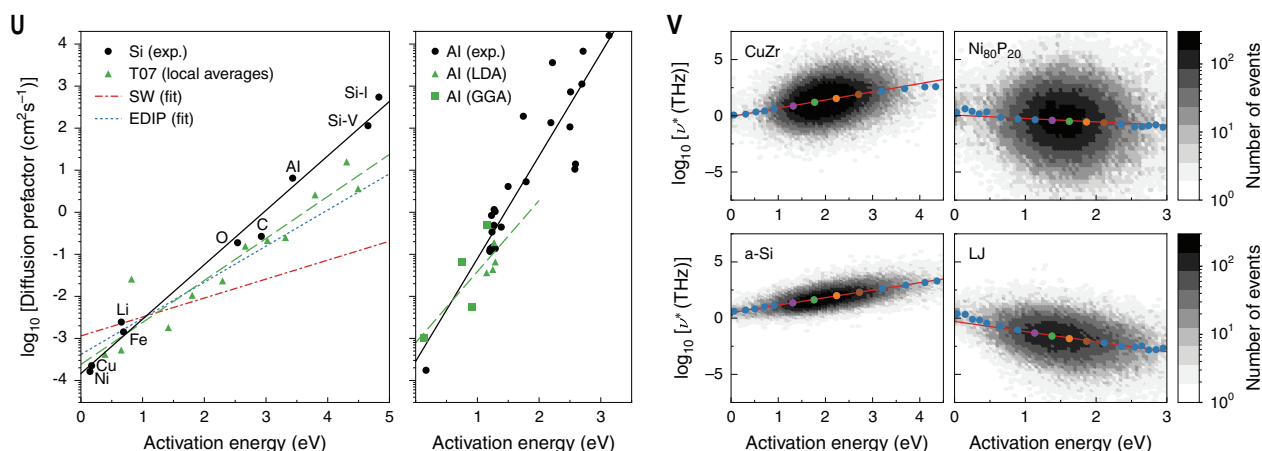 U
log10 [Diffusion prefactor (cm2 s−1)]
4
3
2
1
0
-1
-2
-3
-4
Si (exp.)
T07 (local averages)
SW (fit)
EDIP (fit)
Si-I
Si-V
Al
O
C
Li
Fe
Cu
Ni
0
1
2
3
4
5
Activation energy (eV)
Al (exp.)
Al (LDA)
Al (GGA)
1
2
3
Activation energy (eV)
V
log10 [ν* (THz)]
5
0
−5
CuZr
0
1
2
3
4
Ni80P20
0
1
2
3
10²
10¹
10⁰
Number of events
log10 [ν* (THz)]
5
0
−5
a-Si
0
1
2
3
4
Activation energy (eV)
LJ
0
1
2
3
Activation energy (eV)
10²
10¹
10⁰
Number of events